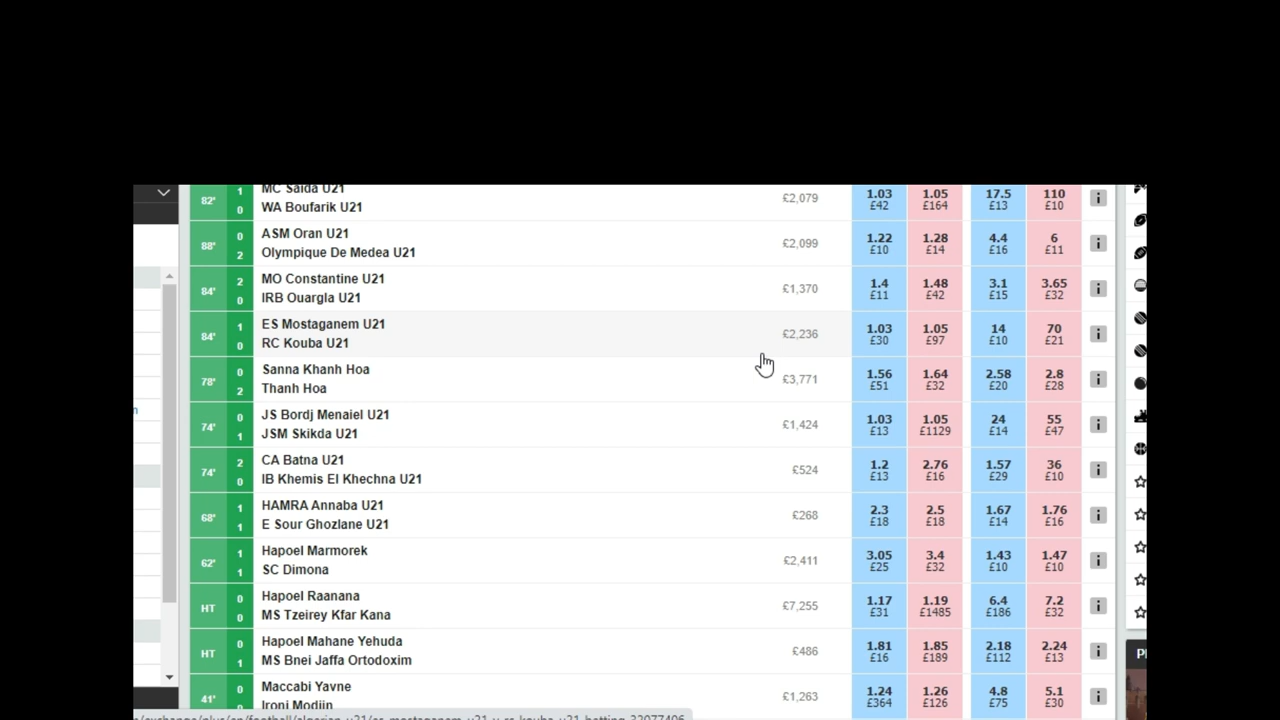 82' 1 MC Saida U21 £2,079 1.03 1.05 17.5 110
0 WA Boufarik U21 £42 £164 £13 £10
88' 0 ASM Oran U21 £2,099 1.22 1.28 4.4 6
2 Olympique De Medea U21 £10 £14 £16 £11
84' 2 MO Constantine U21 £1,370 1.4 1.48 3.1 3.65
0 IRB Ouargla U21 £11 £42 £15 £32
84' 1 ES Mostaganem U21 £2,236 1.03 1.05 14 70
0 RC Kouba U21 £30 £97 £10 £21
78' 0 Sanna Khanh Hoa £3,771 1.56 1.64 2.58 2.8
2 Thanh Hoa £51 £32 £20 £28
74' 0 JS Bordj Menaiel U21 £1,424 1.03 1.05 24 55
1 JSM Skikda U21 £13 £1129 £14 £47
74' 2 CA Batna U21 £524 1.2 2.76 1.57 36
0 IB Khemis El Khechna U21 £13 £16 £29 £10
68' 1 HAMRA Annaba U21 £268 2.3 2.5 1.67 1.76
1 E Sour Ghozlane U21 £18 £18 £14 £16
62' 1 Hapoel Marmorek £2,411 3.05 3.4 1.43 1.47
1 SC Dimona £25 £32 £10 £10
HT 0 Hapoel Raanana £7,255 1.17 1.19 6.4 7.2
0 MS Tzeirey Kfar Kana £31 £1485 £186 £32
HT 0 Hapoel Mahane Yehuda £486 1.81 1.85 2.18 2.24
1 MS Bnei Jaffa Ortodoxim £16 £189 £112 £13
41' 0 Maccabi Yavne £1,263 1.24 1.26 4.8 5.1
Ironi Modiin £364 £126 £75 £30